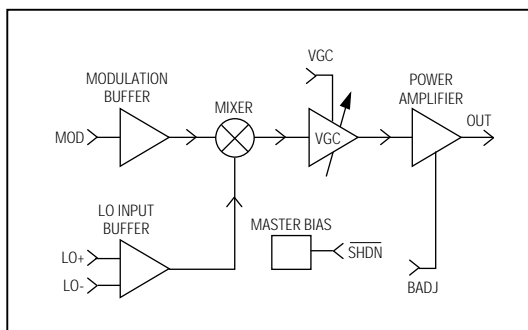 VGC
MODULATION
BUFFER
MIXER
POWER
AMPLIFIER
MOD
VGC
OUT
LO INPUT
BUFFER
MASTER BIAS
LO+
SHDN
LO-
BADJ